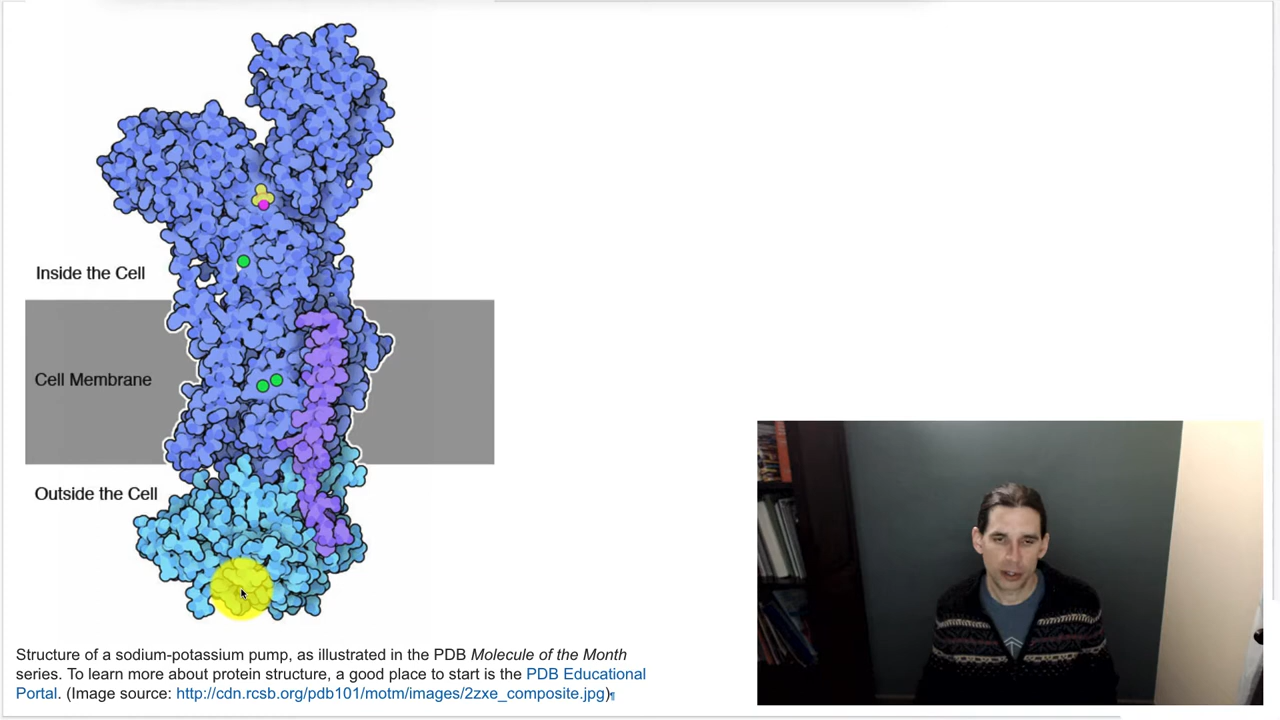 Inside the Cell
Cell Membrane
Outside the Cell
Structure of a sodium-potassium pump, as illustrated in the PDB Molecule of the Month
series. To learn more about protein structure, a good place to start is the PDB Educational
Portal. (Image source: http://cdn.rcsb.org/pdb101/motm/images/2zxe_composite.jpg)¶